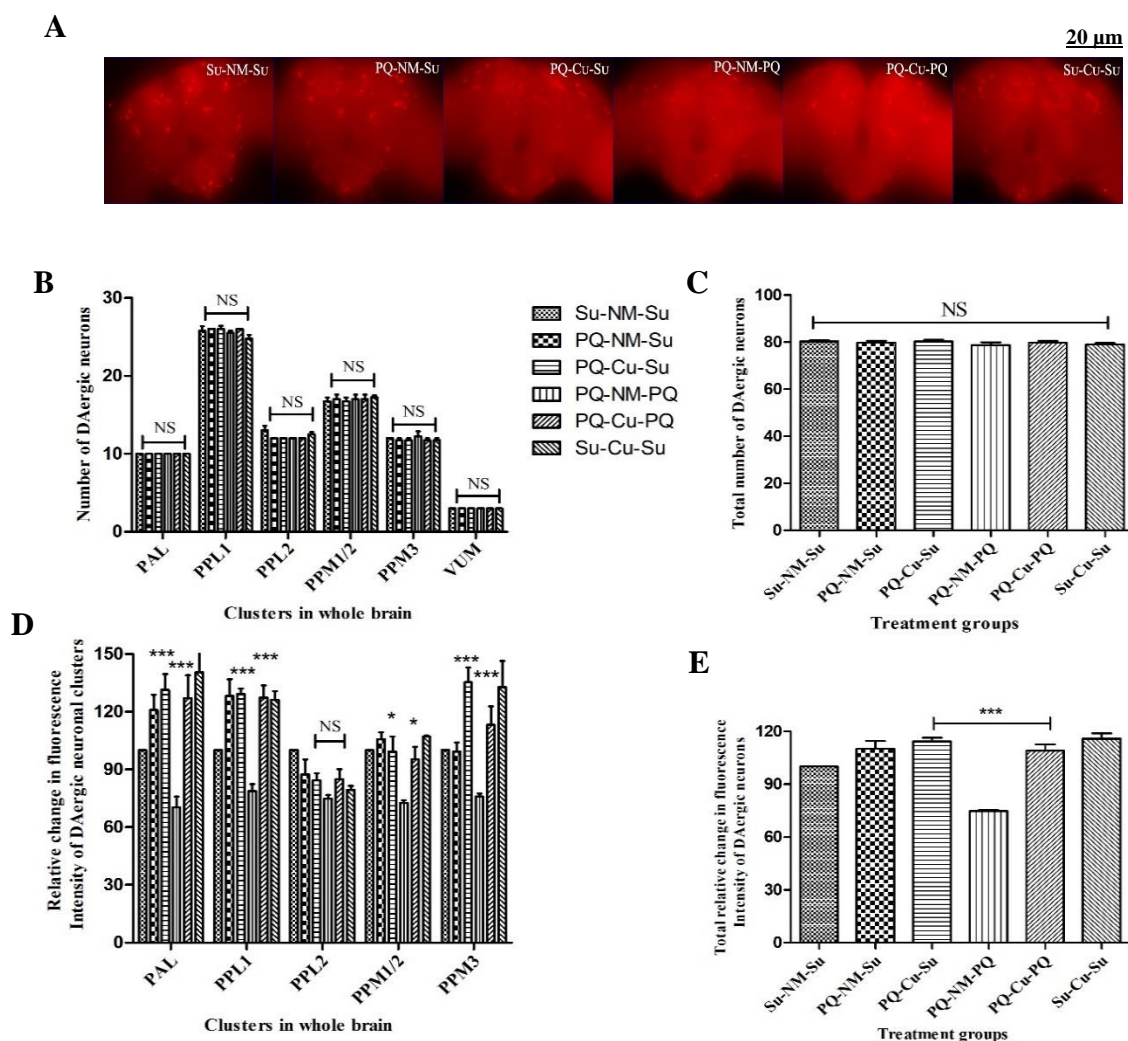 A
20 µm
Su-NM-Su
PQ-NM-Su
PQ-Cu-Su
PQ-NM-PQ
PQ-Cu-PQ
Su-Cu-Su
B
Number of DAergic neurons
30
20
10
0
NS
NS
NS
NS
NS
NS
PAL
PPL1
PPL2
PPM1/2
PPM3
VUM
Clusters in whole brain
Su-NM-Su
PQ-NM-Su
PQ-Cu-Su
PQ-NM-PQ
PQ-Cu-PQ
Su-Cu-Su
C
Total number of DAergic neurons
100
80
60
40
20
0
NS
Su-NM-Su
PQ-NM-Su
PQ-Cu-Su
PQ-NM-PQ
PQ-Cu-PQ
Su-Cu-Su
Treatment groups
D
Relative change in fluorescence
Intensity of DAergic neuronal clusters
150
120
90
60
30
0
***
***
***
***
NS
*
*
***
***
PAL
PPL1
PPL2
PPM1/2
PPM3
Clusters in whole brain
E
Total relative change in fluorescence
Intensity of DAergic neurons
120
90
60
30
0
***
Su-NM-Su
PQ-NM-Su
PQ-Cu-Su
PQ-NM-PQ
PQ-Cu-PQ
Su-Cu-Su
Treatment groups